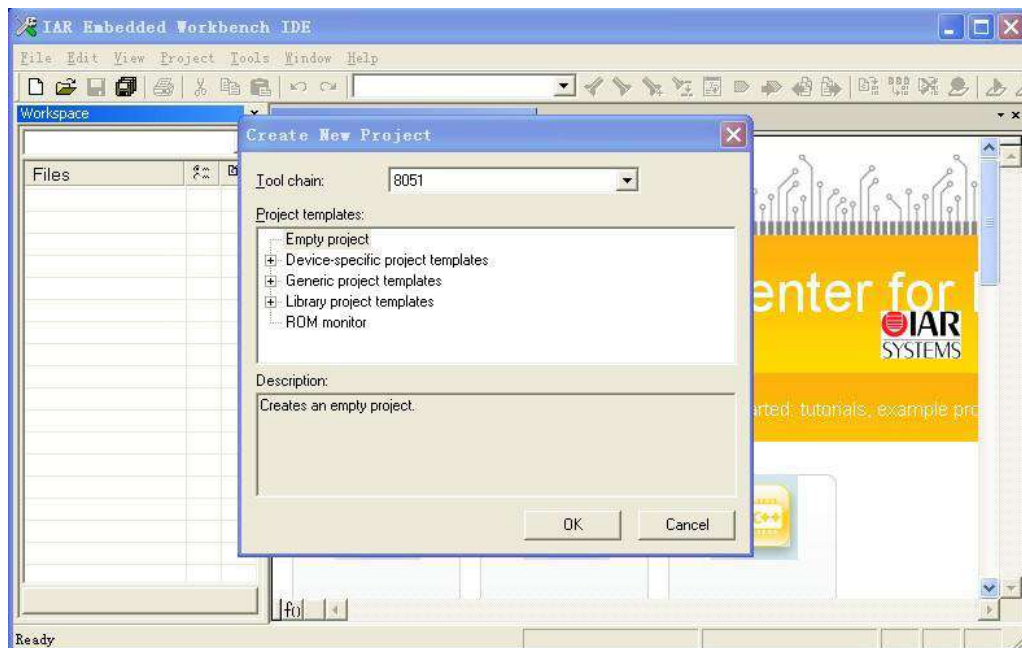 IAR Embedded Workbench IDE
File Edit View Project Tools Window Help
Workspace
Files
Create New Project
Tool chain: 8051
Project templates:
Empty project
Device-specific project templates
Generic project templates
Library project templates
ROM monitor
Description:
Creates an empty project.
OK Cancel
enter for
IAR
SYSTEMS
arted: tutorials, example pro
C++
Ready